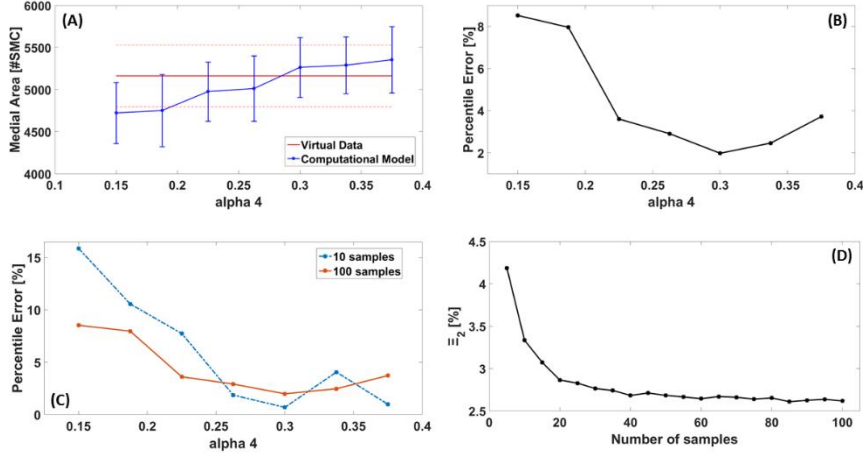 (A)
Medial Area [#SMC]
6000
5500
5000
4500
4000
0.1
0.15
0.2
0.25
0.3
0.35
0.4
alpha 4
Virtual Data
Computational Model
(B)
Percentile Error [%]
8
6
4
2
0.15
0.2
0.25
0.3
0.35
0.4
alpha 4
(C)
Percentile Error [%]
15
10
5
0
0.15
0.2
0.25
0.3
0.35
0.4
alpha 4
10 samples
100 samples
(D)
Ξ2 [%]
4.5
4
3.5
3
2.5
0
20
40
60
80
100
Number of samples